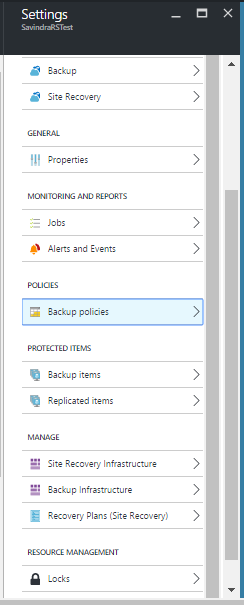 Settings
SavindraRSTest
Backup
Site Recovery
GENERAL
Properties
MONITORING AND REPORTS
Jobs
Alerts and Events
POLICIES
Backup policies
PROTECTED ITEMS
Backup items
Replicated items
MANAGE
Site Recovery Infrastructure
Backup Infrastructure
Recovery Plans (Site Recovery)
RESOURCE MANAGEMENT
Locks